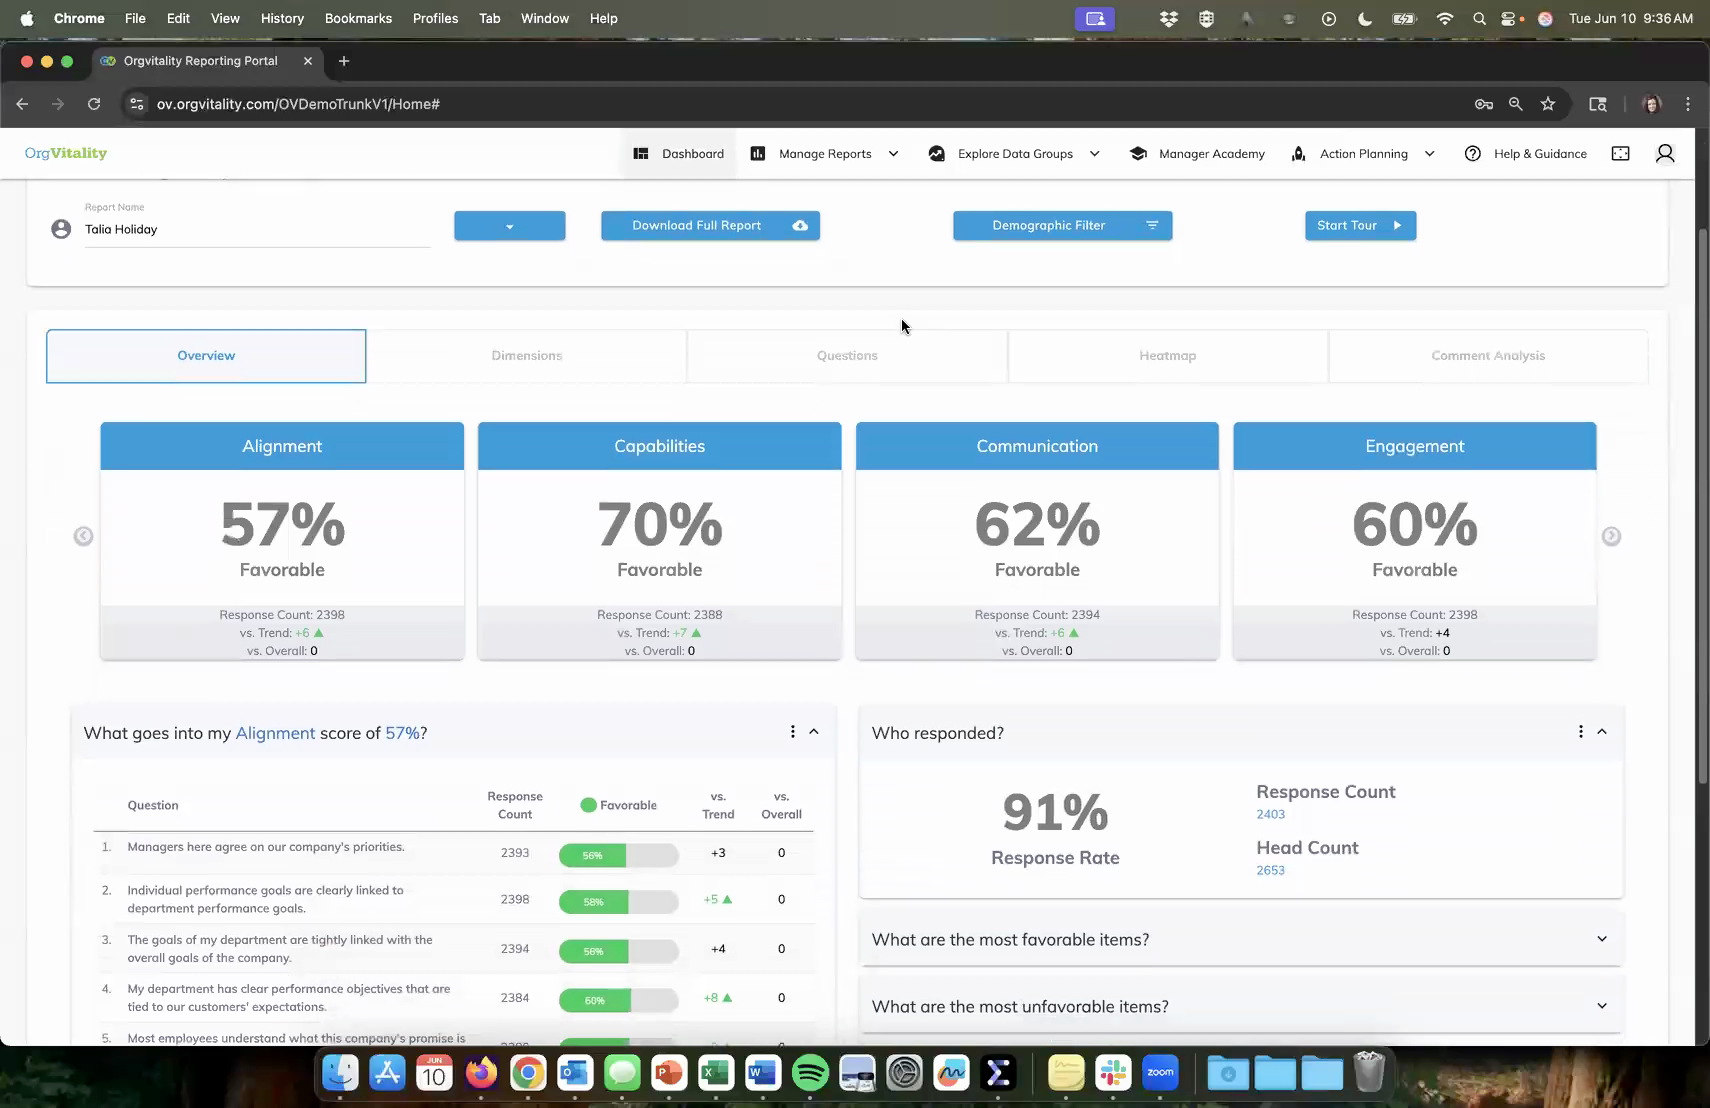 Chrome File Edit View History Bookmarks Profiles Tab Window Help Tue Jun 10 9:36 AM
Orgvitality Reporting Portal
ov.orgvitality.com/OVDemoTrunkV1/Home#
OrgVitality Dashboard Manage Reports Explore Data Groups Manager Academy Action Planning Help & Guidance
Report Name
Talia Holiday
Download Full Report
Demographic Filter
Start Tour
Overview Dimensions Questions Heatmap Comment Analysis
Alignment
57%
Favorable
Response Count: 2398
vs. Trend: +6
vs. Overall: 0
Capabilities
70%
Favorable
Response Count: 2388
vs. Trend: +7
vs. Overall: 0
Communication
62%
Favorable
Response Count: 2394
vs. Trend: +6
vs. Overall: 0
Engagement
60%
Favorable
Response Count: 2398
vs. Trend: +4
vs. Overall: 0
What goes into my Alignment score of 57%?
Question Response Count Favorable vs. Trend vs. Overall
1. Managers here agree on our company's priorities. 2393 56% +3 0
2. Individual performance goals are clearly linked to
department performance goals. 2398 58% +5 0
3. The goals of my department are tightly linked with the
overall goals of the company. 2394 56% +4 0
4. My department has clear performance objectives that are
tied to our customers' expectations. 2384 60% +8 0
5. Most employees understand what this company's promise is
Who responded?
91%
Response Rate
Response Count
2403
Head Count
2653
What are the most favorable items?
What are the most unfavorable items?
JUN
10
zoom